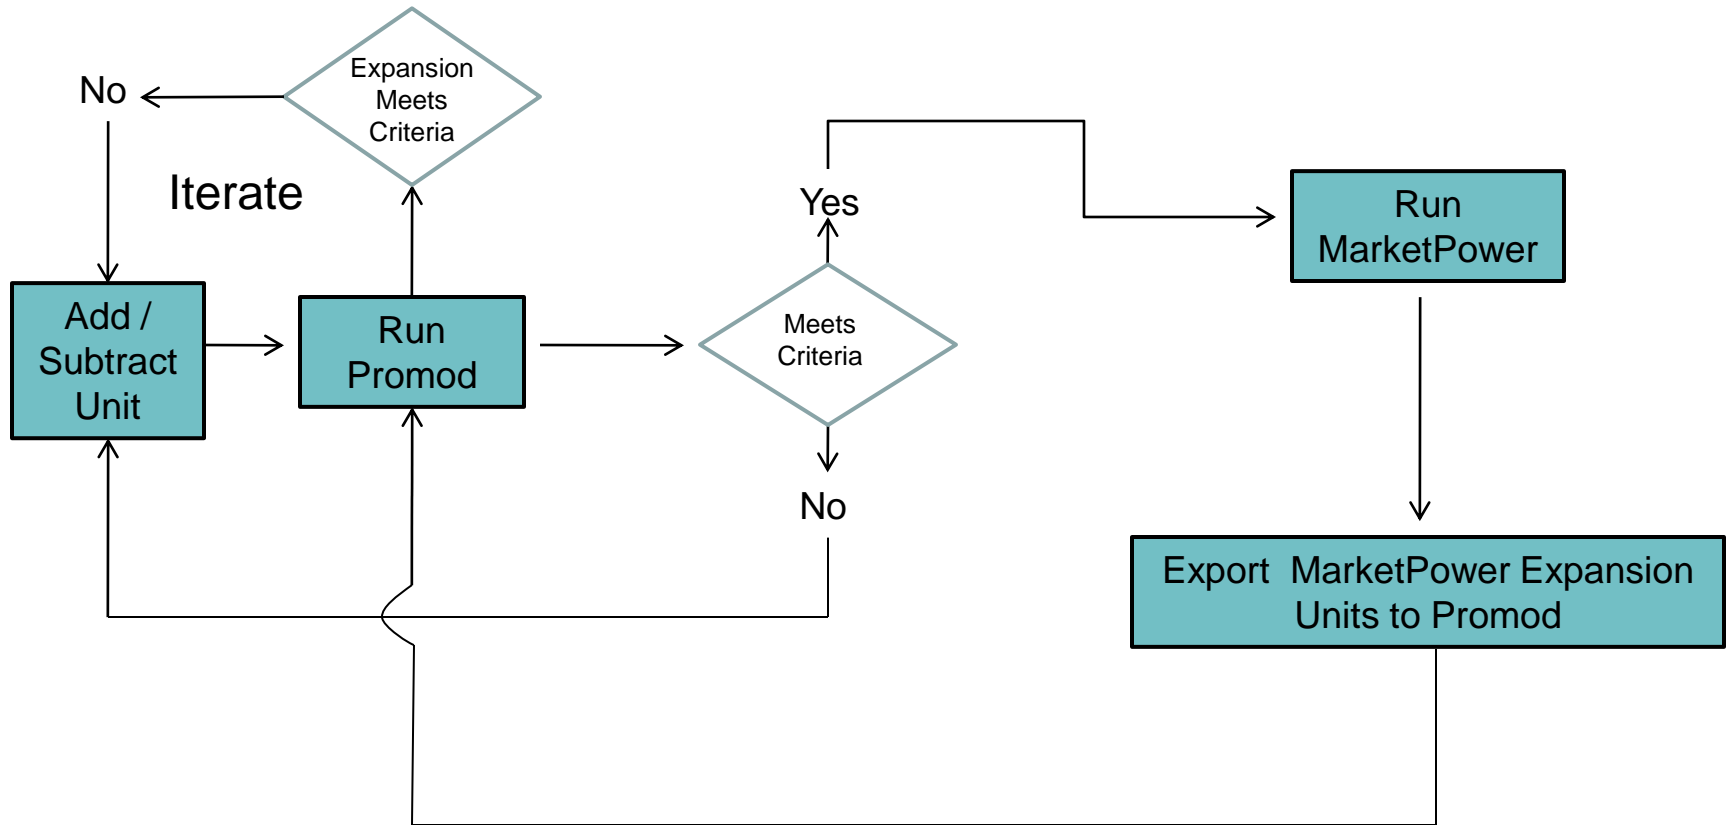 Expansion
Meets
Criteria
No
Iterate
Yes
Run
MarketPower
Add /
Subtract
Unit
Run
Promod
Meets
Criteria
No
Export  MarketPower Expansion
Units to Promod